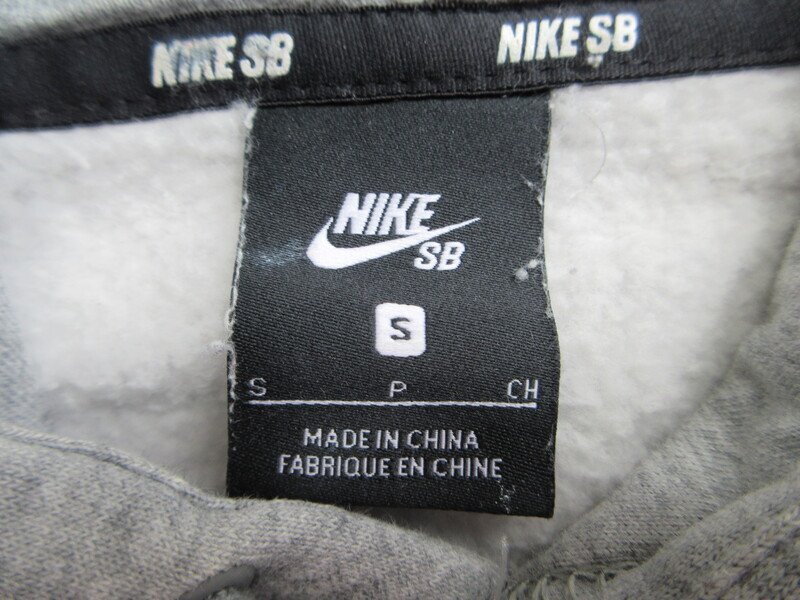 NIKE SB NIKE SB
NIKE
SB
S
S P CH
MADE IN CHINA
FABRIQUE EN CHINE